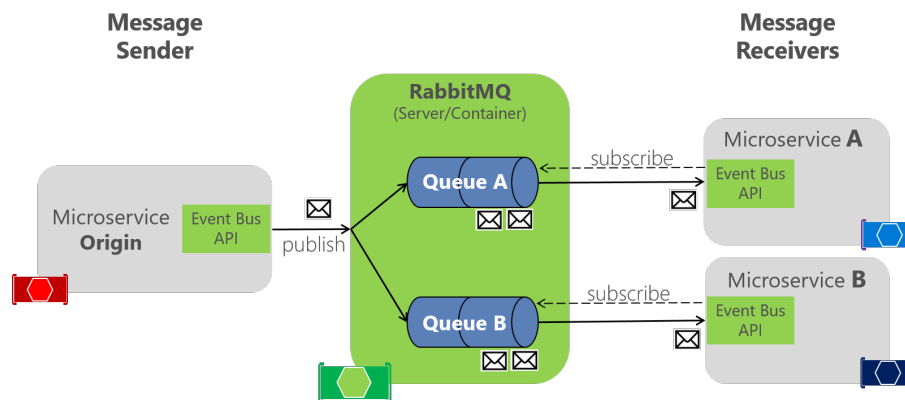 Message
Sender
Message
Receivers
RabbitMQ
(Server/Container)
Microservice
Origin
Event Bus
API
publish
Queue A
Queue B
subscribe
subscribe
Microservice A
Event Bus
API
Microservice B
Event Bus
API